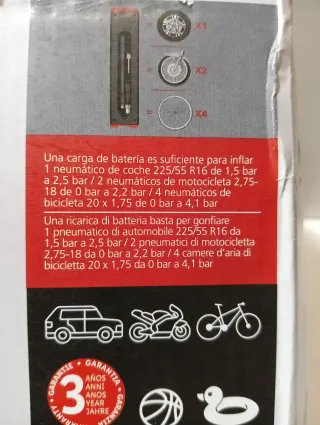 = X1
= X2
= X4
Una carga de batería es suficiente para inflar
1 neumático de coche 225/55 R16 de 1,5 bar
a 2,5 bar / 2 neumáticos de motocicleta 2,75-
18 de 0 bar a 2,2 bar / 4 neumáticos de
bicicleta 20 x 1,75 de 0 bar a 4,1 bar
Una ricarica di batteria basta per gonfiare
1 pneumatico di automobile 225/55 R16 da
1,5 bar a 2,5 bar / 2 pneumatici di motocicletta
2,75-18 da 0 bar a 2,2 bar / 4 camere d'aria di
bicicletta 20 x 1,75 da 0 bar a 4,1 bar
GARANTIE • GARANTIA • GARANZIA
WARRANTY
3 AÑOS
ANNI
ANOS
YEAR
JAHRE